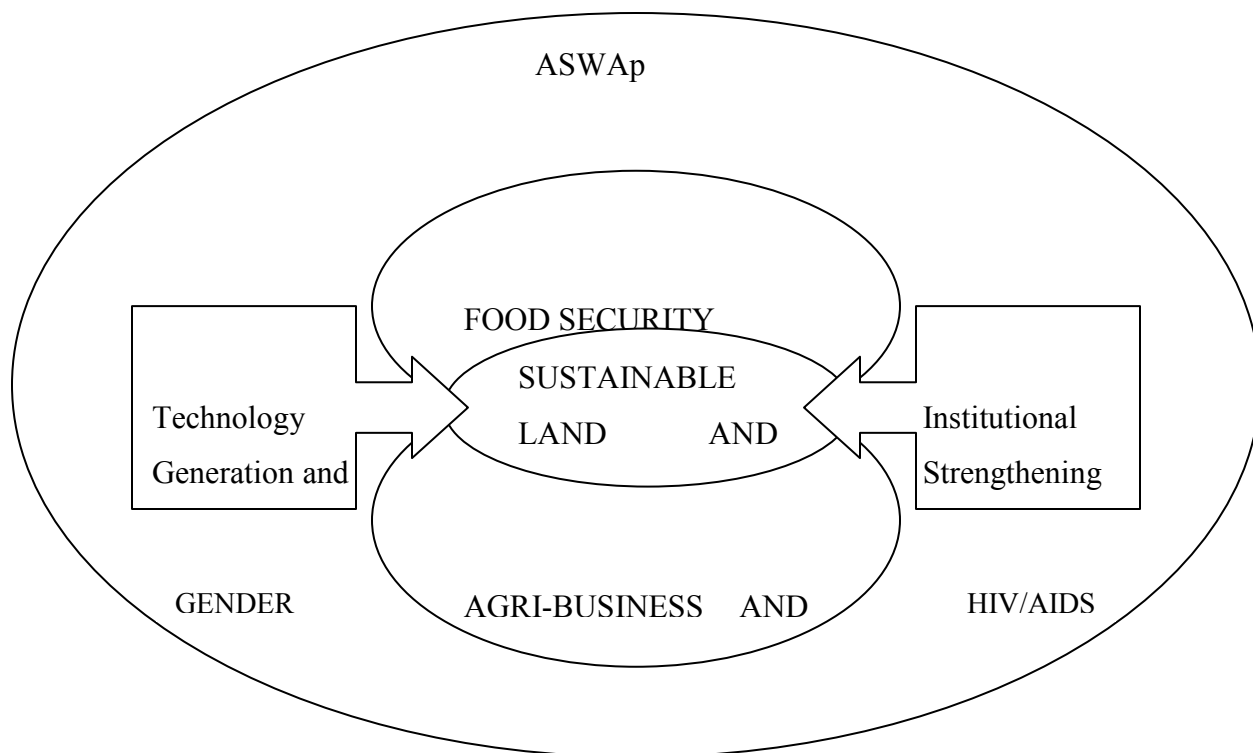 ASWAp
FOOD SECURITY
SUSTAINABLE
LAND AND
Technology
Generation and
Institutional
Strengthening
GENDER
AGRI-BUSINESS AND
HIV/AIDS